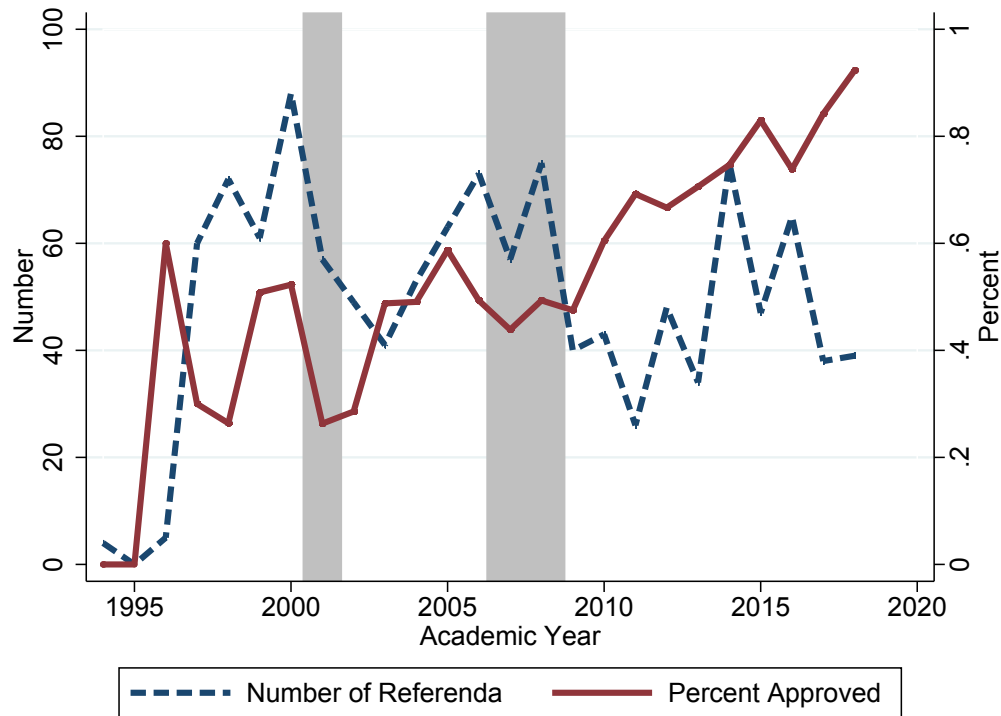 100
80
60
40
20
0
Number
1
.8
.6
.4
.2
0
Percent
1995 2000 2005 2010 2015 2020
Academic Year
Number of Referenda Percent Approved